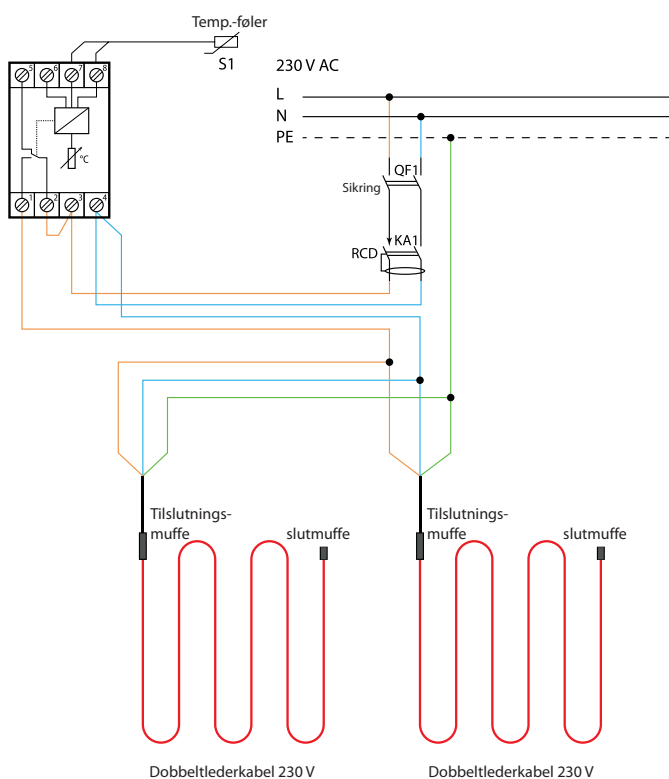 Temp.-føler
S1
5 6 7 8
°C
1 2 3 4
230 V AC
L
N
PE
QF1
Sikring
KA1
RCD
Tilslutnings-
muffe
slutmuffe
Tilslutnings-
muffe
slutmuffe
Dobbeltlederkabel 230 V
Dobbeltlederkabel 230 V